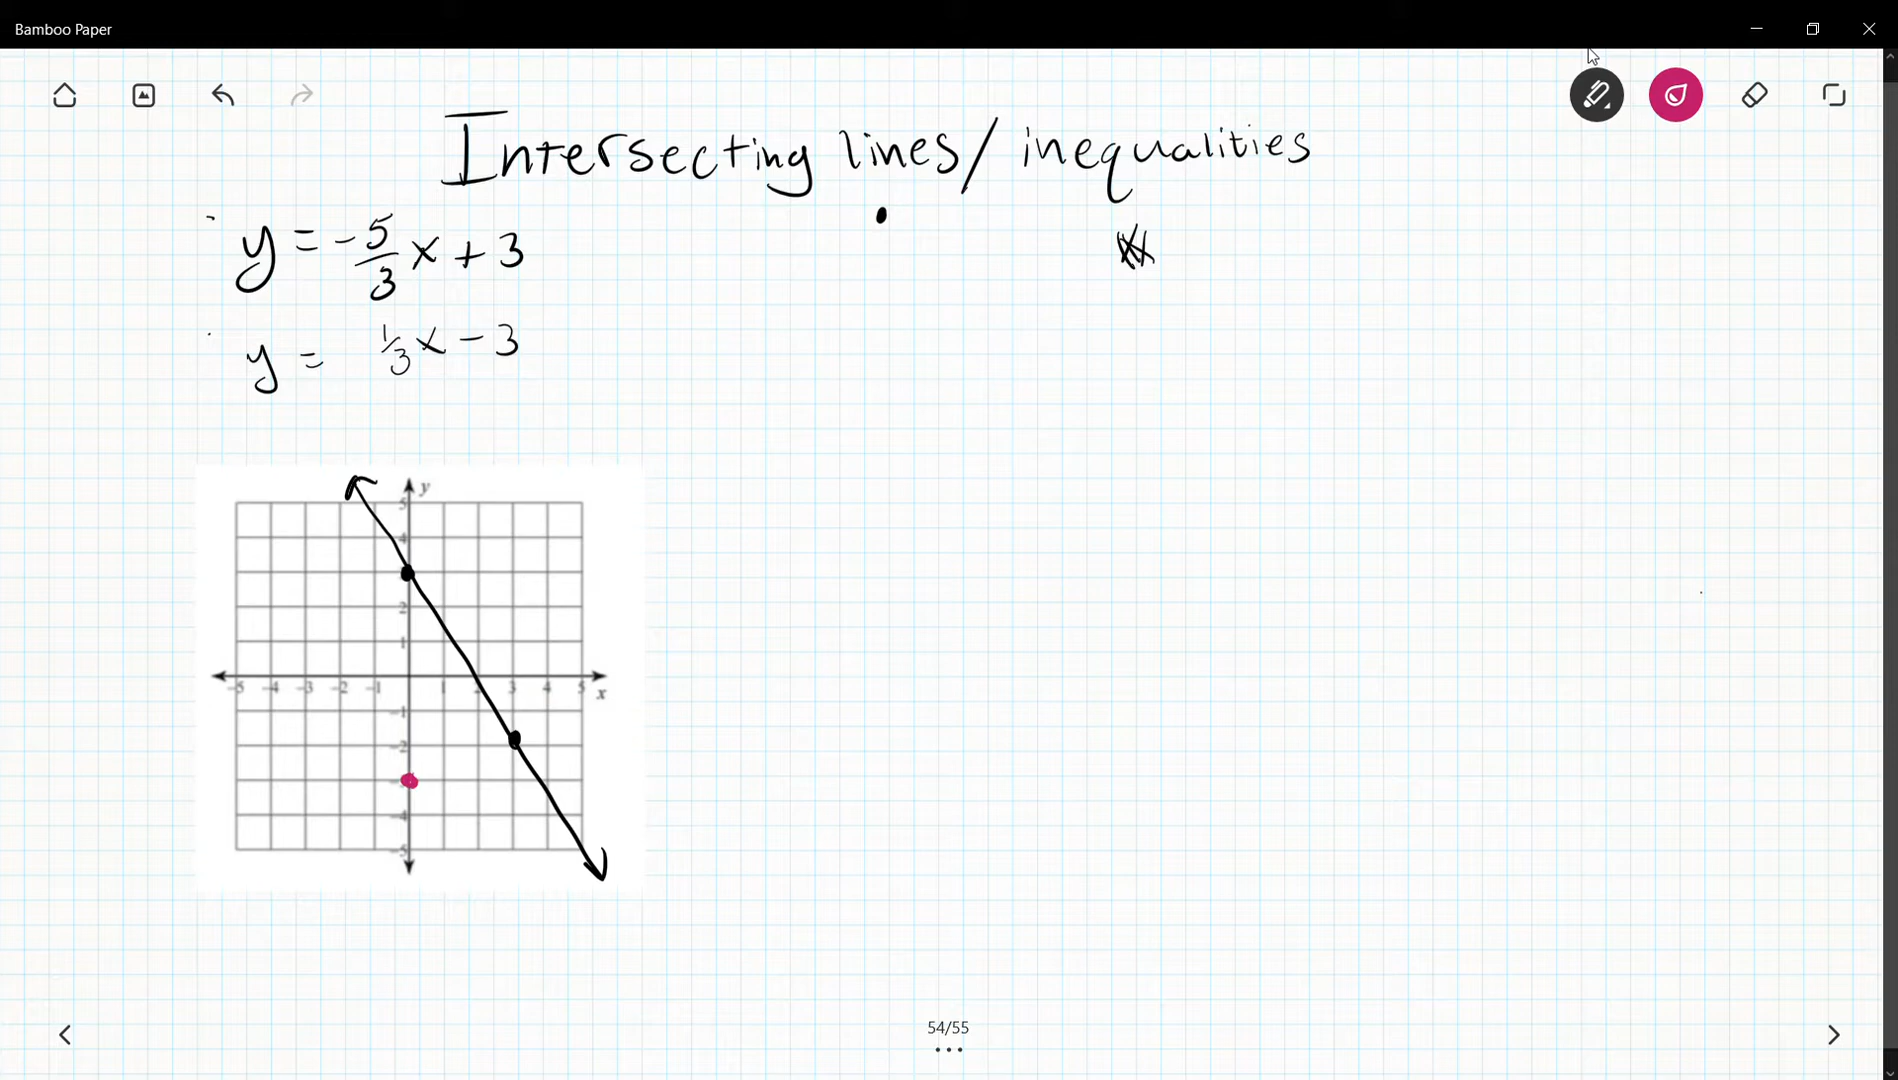 Bamboo Paper
Intersecting lines/ inequalities
y = -5/3 x + 3
y = 1/3 x - 3
y
5
4
2
1
-5 -4 -3 -2 -1 1 3 4 5
x
-1
-2
-4
-5
54/55